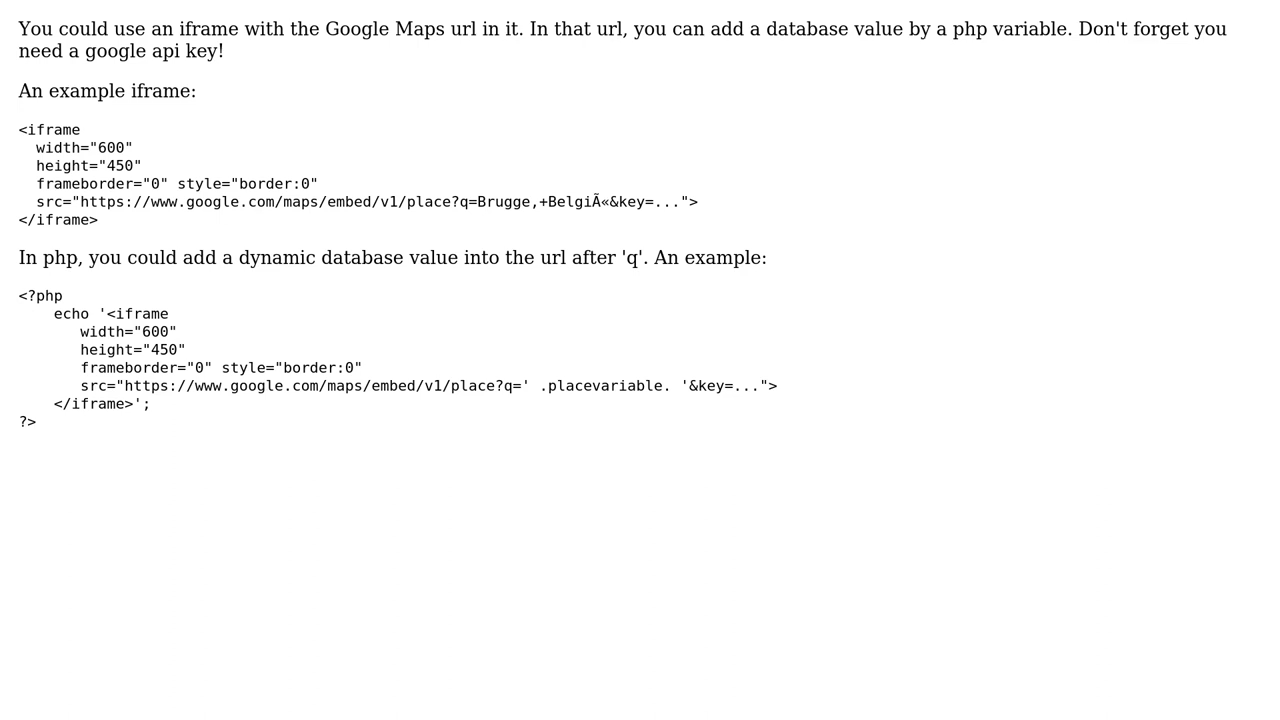 You could use an iframe with the Google Maps url in it. In that url, you can add a database value by a php variable. Don't forget you
need a google api key!
An example iframe:
<iframe
  width="600"
  height="450"
  frameborder="0" style="border:0"
  src="https://www.google.com/maps/embed/v1/place?q=Brugge,+BelgiÃ«&key=...">
</iframe>
In php, you could add a dynamic database value into the url after 'q'. An example:
<?php
    echo '<iframe
       width="600"
       height="450"
       frameborder="0" style="border:0"
       src="https://www.google.com/maps/embed/v1/place?q=' .placevariable. '&key=...">
    </iframe>';
?>